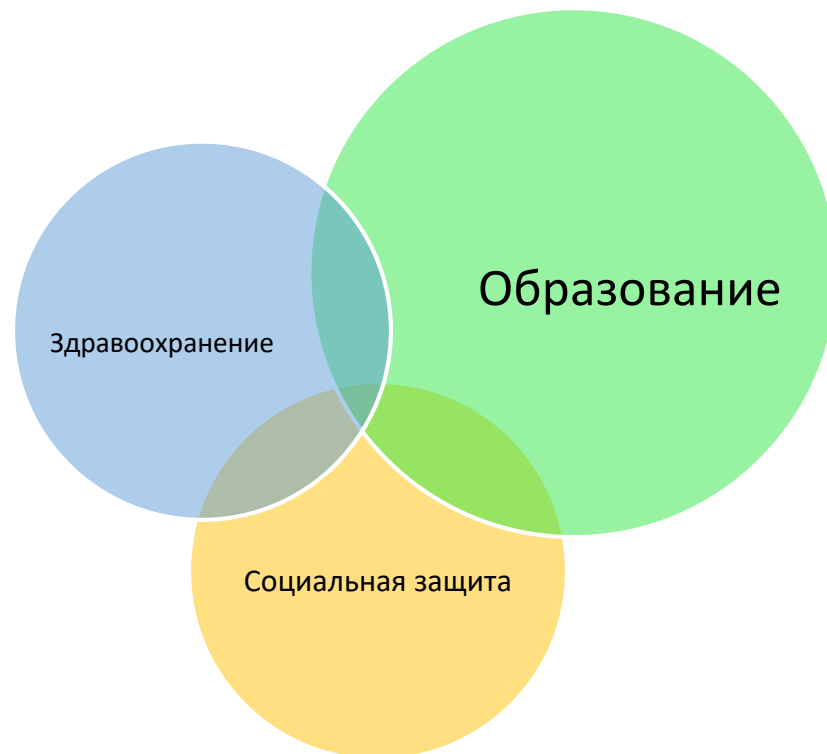 Образование
Здравоохранение
Социальная защита